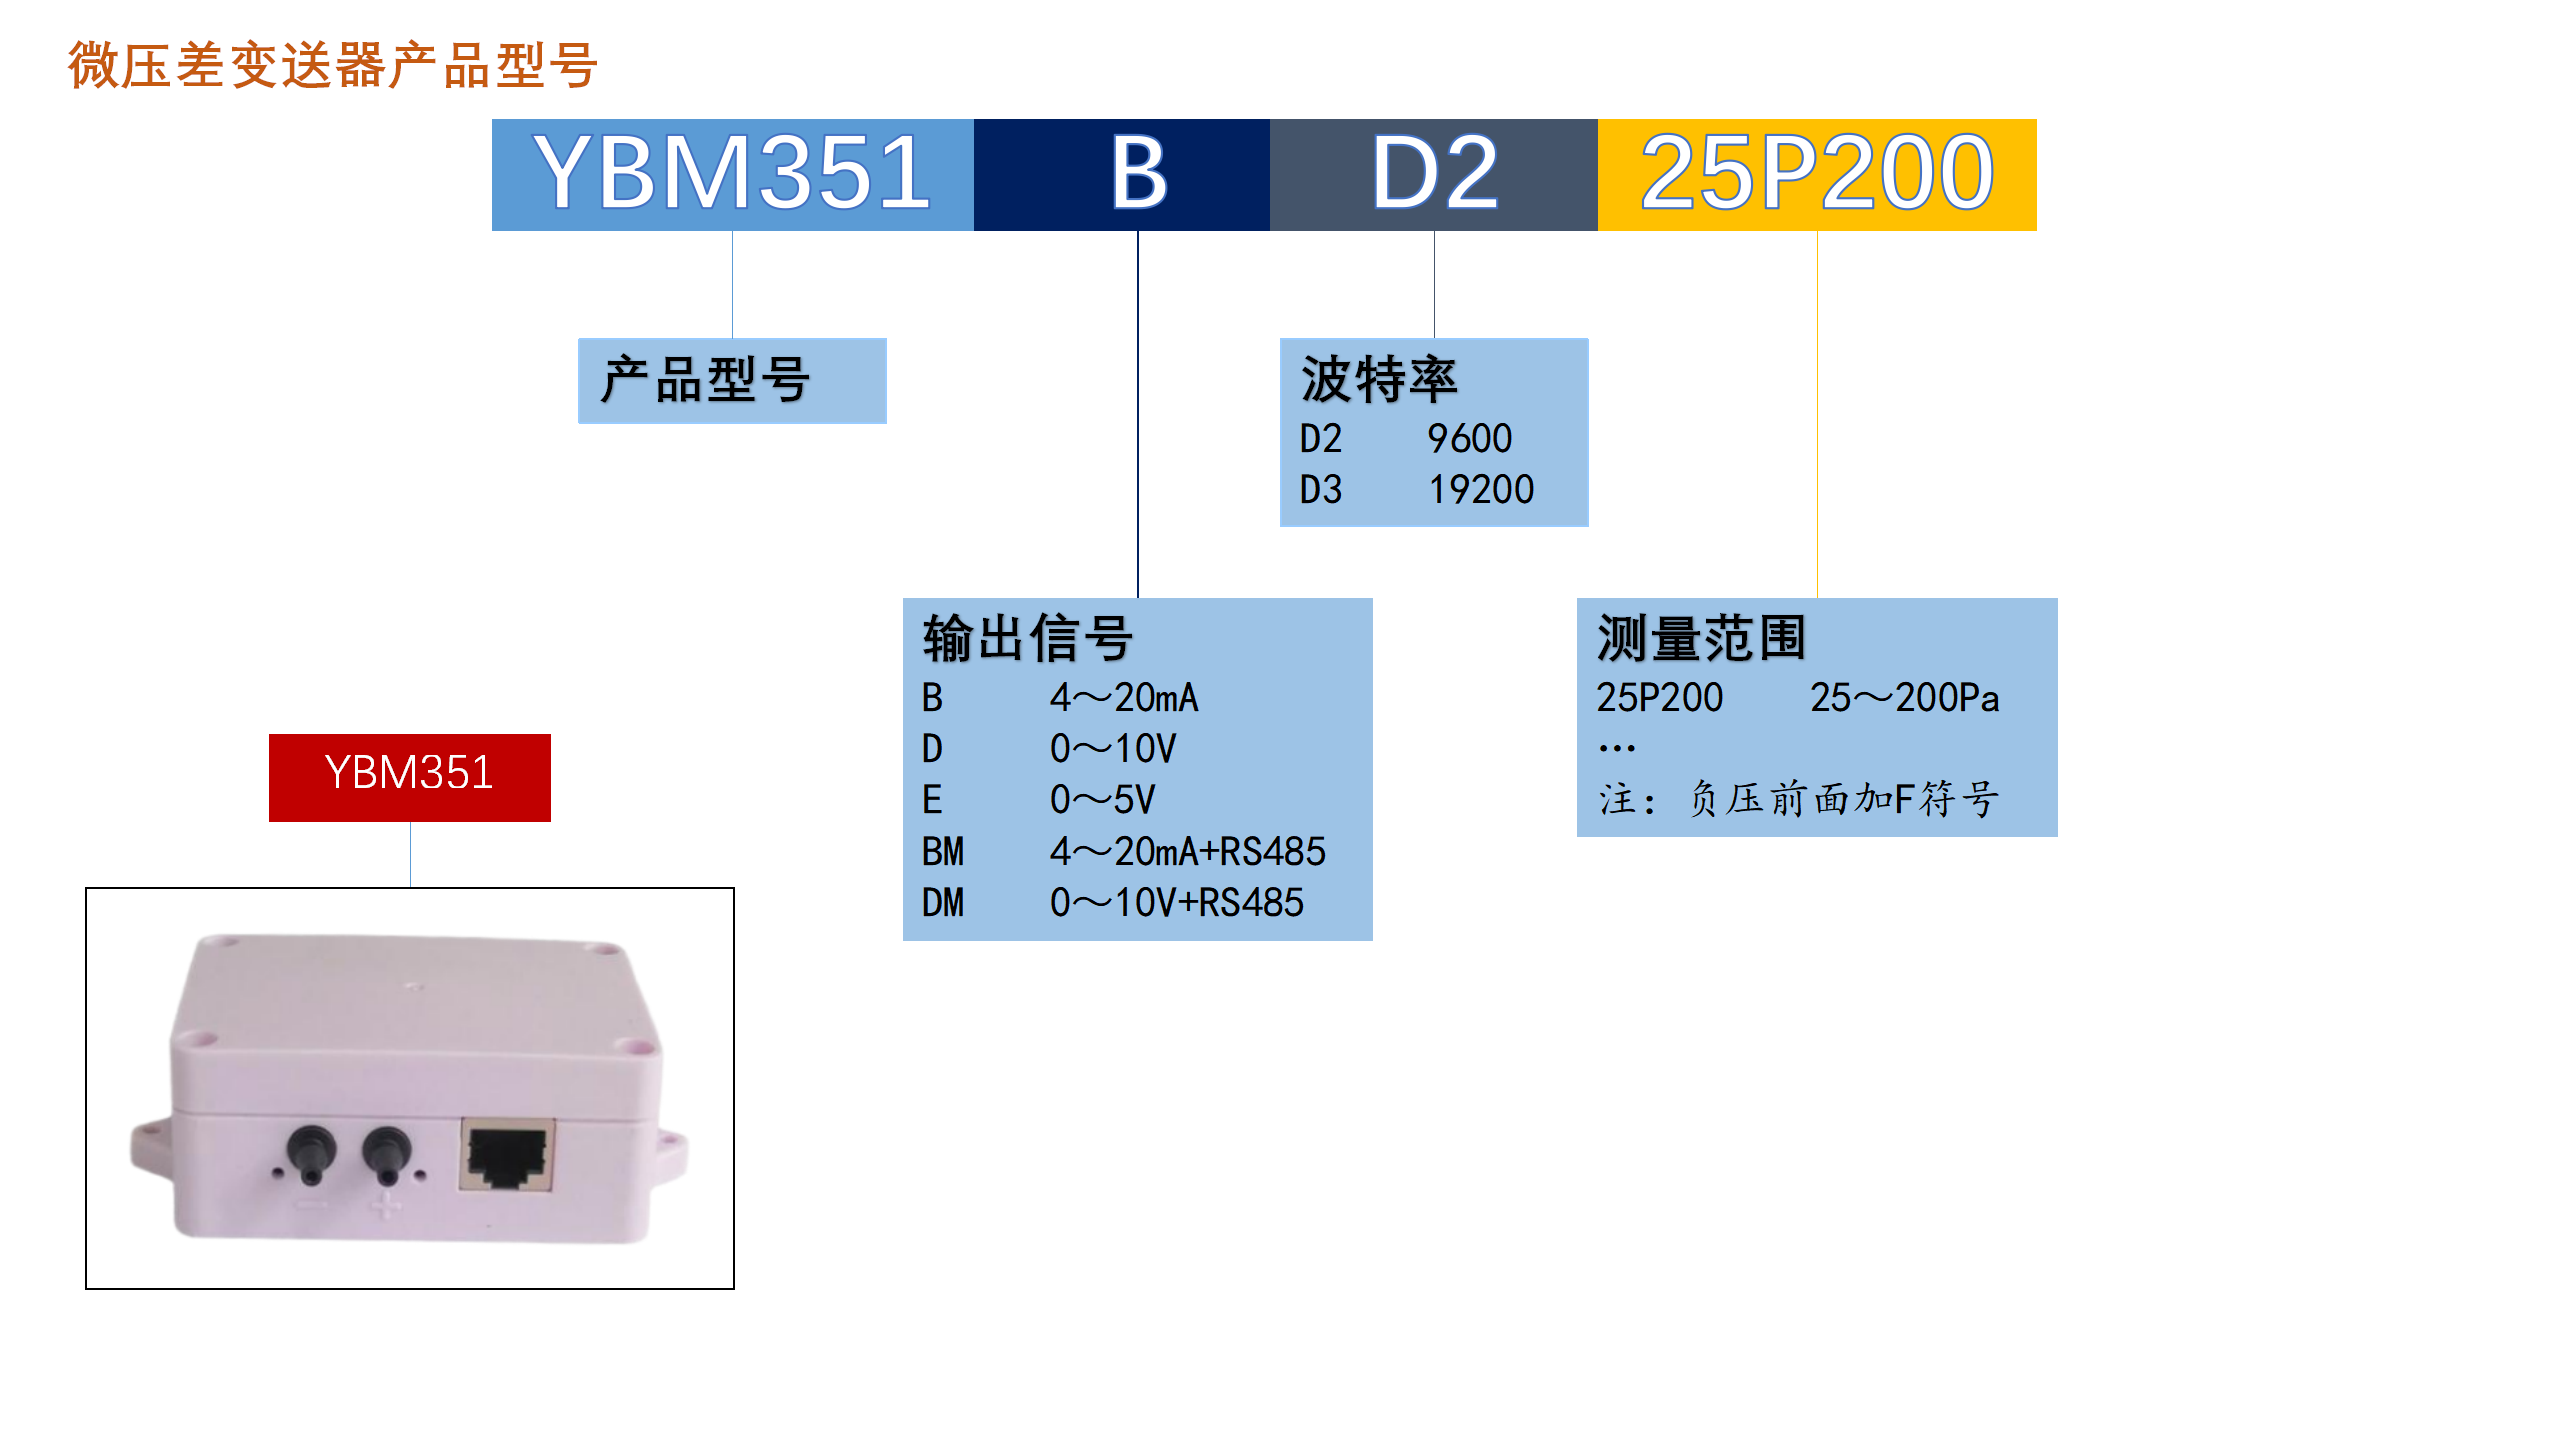 微压差变送器产品型号
YBM351 B D2 25P200
产品型号
波特率
D2 9600
D3 19200
输出信号
B 4～20mA
D 0～10V
E 0～5V
BM 4～20mA+RS485
DM 0～10V+RS485
测量范围
25P200 25～200Pa
…
注：负压前面加F符号
YBM351
－ +